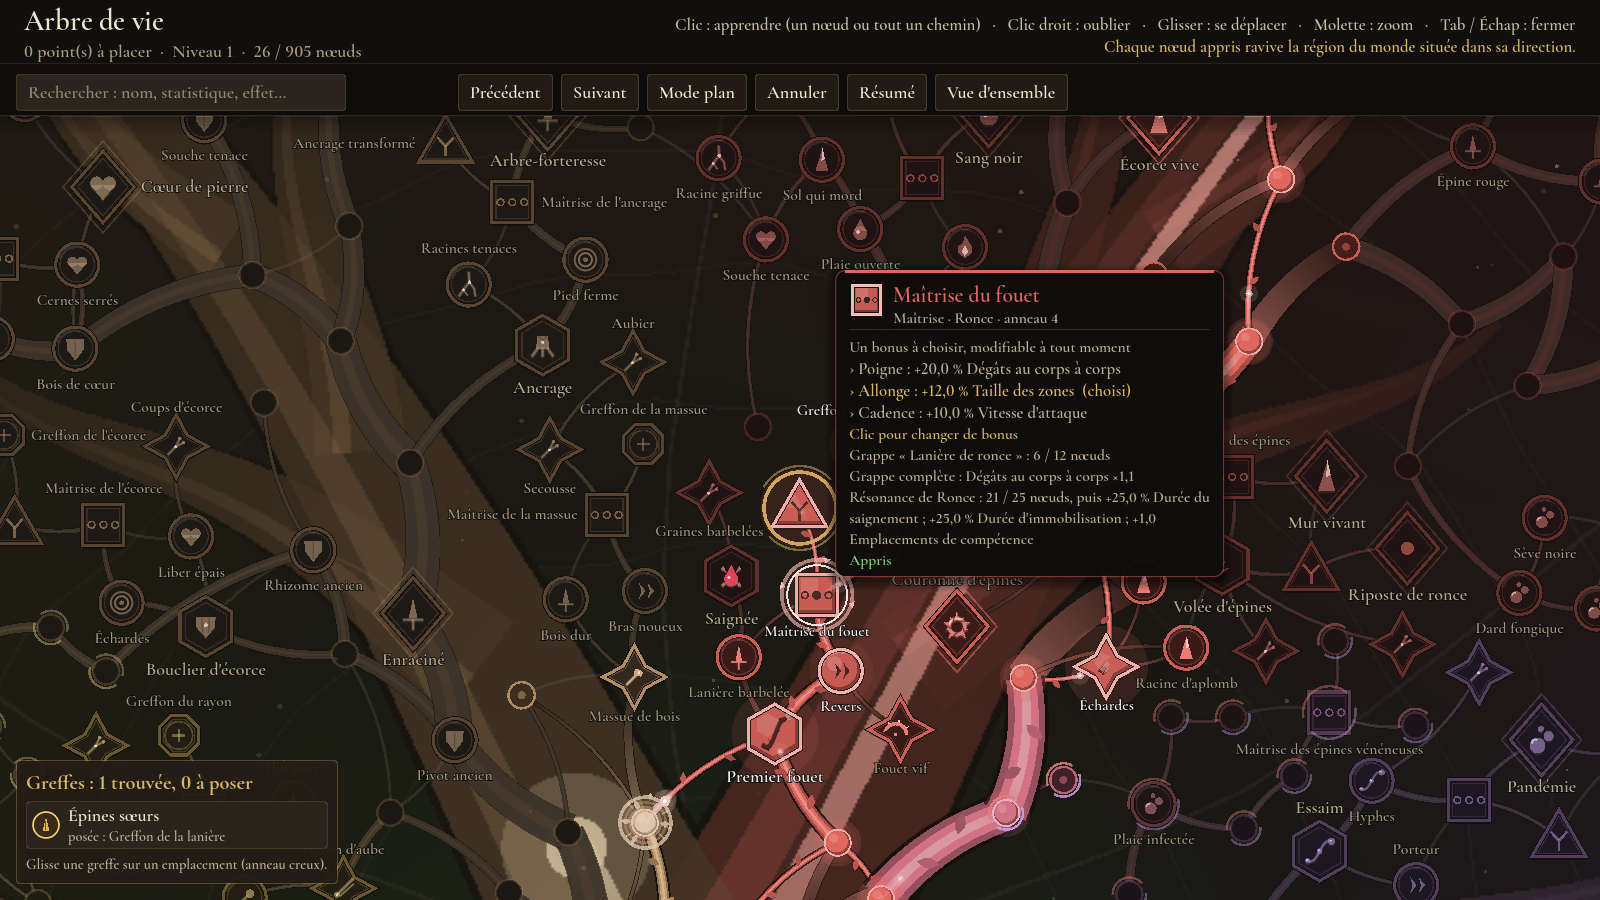 Arbre de vie
0 point(s) à placer · Niveau 1 · 26 / 905 nœuds
Clic : apprendre (un nœud ou tout un chemin) · Clic droit : oublier · Glisser : se déplacer · Molette : zoom · Tab / Échap : fermer
Chaque nœud appris ravive la région du monde située dans sa direction.
Rechercher : nom, statistique, effet...
Précédent
Suivant
Mode plan
Annuler
Résumé
Vue d'ensemble
Souche tenace
Ancrage transformé
Arbre-forteresse
Sang noir
Écorce vive
Cœur de pierre
Maîtrise de l'ancrage
Racine griffue
Sol qui mord
Épine rouge
Racines tenaces
Plaie ouverte
Souche tenace
Cernes serrés
Pied ferme
Aubier
Bois de cœur
Ancrage
Coups d'écorce
Greffon de la massue
Greffo
Greffon de l'écorce
des épines
Maîtrise de l'écorce
Secousse
Maîtrise de la massue
Graines barbelées
Mur vivant
Liber épais
Rhizome ancien
Sève noire
Couronne d'épines
Riposte de ronce
Volée d'épines
Échardes
Bois dur
Bras noueux
Saignée
Maîtrise du fouet
Dard fongique
Bouclier d'écorce
Enraciné
Lanière barbelée
Racine d'aplomb
Greffon du rayon
Massue de bois
Revers
Échardes
Maîtrise des épines vénéneuses
Pivot ancien
Premier fouet
Fouet vif
Pandémie
Essaim
Hyphes
Plaie infectée
Porteur
n d'aube
Maîtrise du fouet
Maîtrise · Ronce · anneau 4
Un bonus à choisir, modifiable à tout moment
› Poigne : +20,0 % Dégâts au corps à corps
› Allonge : +12,0 % Taille des zones (choisi)
› Cadence : +10,0 % Vitesse d'attaque
Clic pour changer de bonus
Grappe « Lanière de ronce » : 6 / 12 nœuds
Grappe complète : Dégâts au corps à corps ×1,1
Résonance de Ronce : 21 / 25 nœuds, puis +25,0 % Durée du
saignement ; +25,0 % Durée d'immobilisation ; +1,0
Emplacements de compétence
Appris
Greffes : 1 trouvée, 0 à poser
Épines sœurs
posée : Greffon de la lanière
Glisse une greffe sur un emplacement (anneau creux).